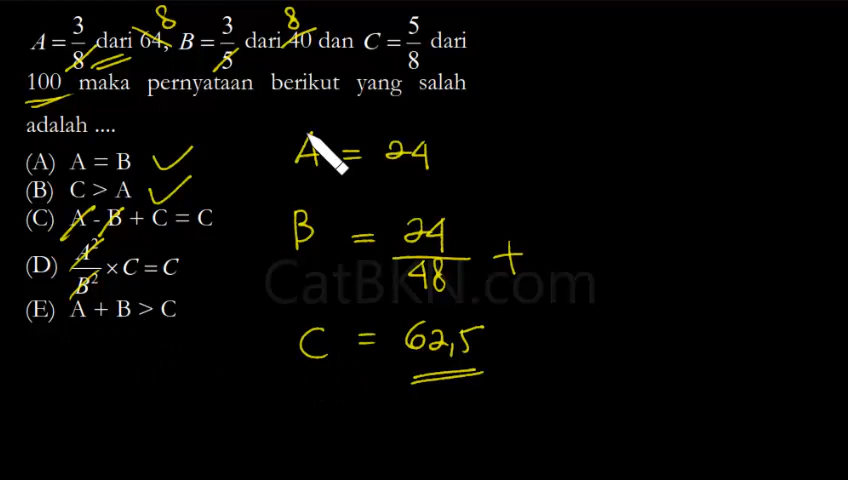 A = 3/8 dari 64, B = 3/5 dari 40 dan C = 5/8 dari
8 8
100 maka pernyataan berikut yang salah
adalah ....
(A) A = B ✓
(B) C > A ✓
(C) A - B + C = C
(D) A²/B² × C = C
(E) A + B > C
A = 24
B = 24 +
48
C = 62,5
CatBKN.com